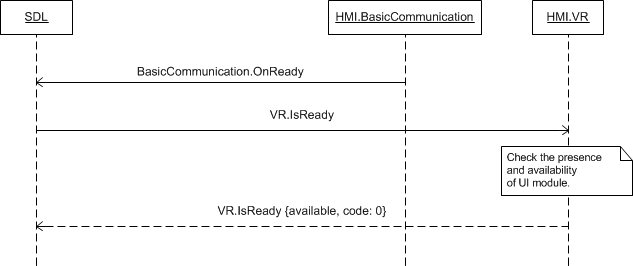 SDL
HMI.BasicCommunication
HMI.VR
BasicCommunication.OnReady
VR.IsReady
Check the presence
and availability
of UI module.
VR.IsReady {available, code: 0}